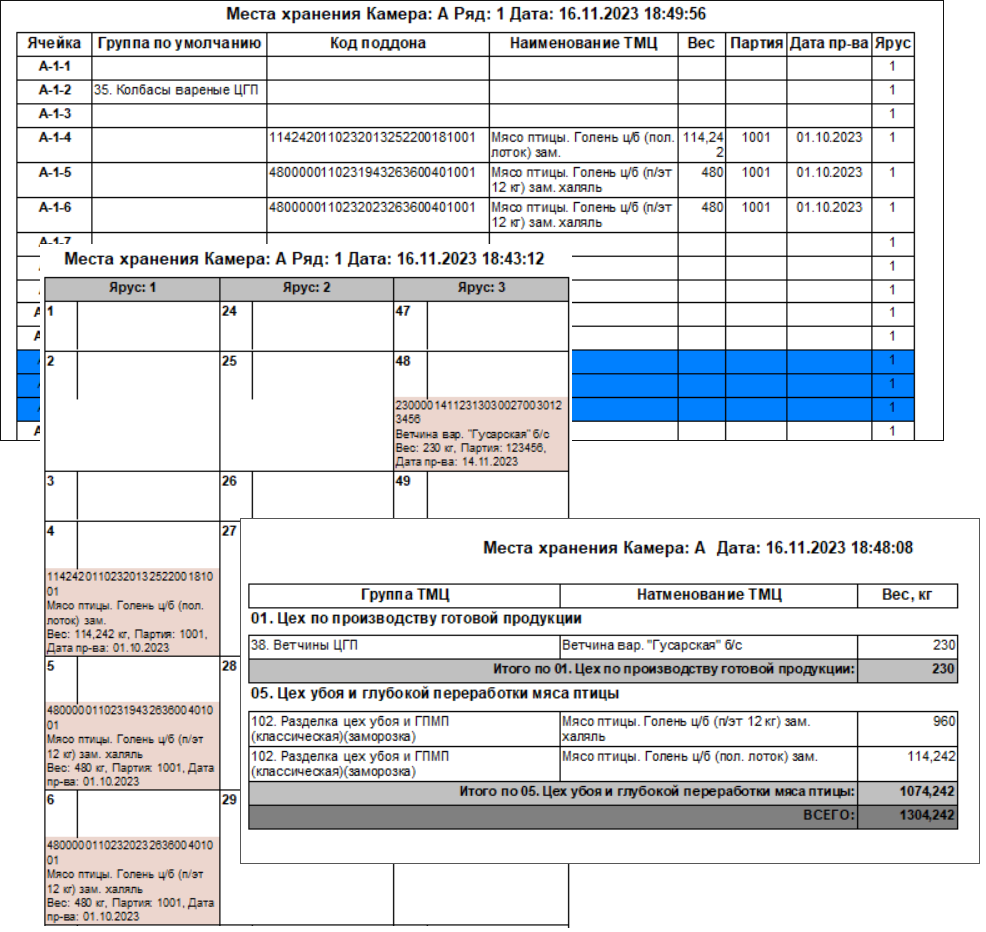 Места хранения Камера: А Ряд: 1 Дата: 16.11.2023 18:49:56
Ячейка Группа по умолчанию Код поддона Наименование ТМЦ Вес Партия Дата пр-ва Ярус
А-1-1 1
А-1-2 35. Колбасы вареные ЦГП 1
А-1-3 1
А-1-4 1142420110232013252200181001 Мясо птицы. Голень ц/б (пол. 114,24 1001 01.10.2023 1
лоток) зам. 2
А-1-5 4800000110231943263600401001 Мясо птицы. Голень ц/б (п/эт 480 1001 01.10.2023 1
12 кг) зам. халяль
А-1-6 4800000110232023263600401001 Мясо птицы. Голень ц/б (п/эт 480 1001 01.10.2023 1
12 кг) зам. халяль
А-1-7 1
1
1
1
1
1
1
1
1
Места хранения Камера: А Ряд: 1 Дата: 16.11.2023 18:43:12
Ярус: 1 Ярус: 2 Ярус: 3
1 24 47
2 25 48
23000014112313030027003012
3456
Ветчина вар. "Гусарская" б/с
Вес: 230 кг, Партия: 123456,
Дата пр-ва: 14.11.2023
3 26 49
4 27
11424201102320132522001810
01
Мясо птицы. Голень ц/б (пол.
лоток) зам.
Вес: 114,242 кг, Партия: 1001,
Дата пр-ва: 01.10.2023
5 28
48000001102319432636004010
01
Мясо птицы. Голень ц/б (п/эт
12 кг) зам. халяль
Вес: 480 кг, Партия: 1001, Дата
пр-ва: 01.10.2023
6 29
48000001102320232636004010
01
Мясо птицы. Голень ц/б (п/эт
12 кг) зам. халяль
Вес: 480 кг, Партия: 1001, Дата
пр-ва: 01.10.2023
Места хранения Камера: А Дата: 16.11.2023 18:48:08
Группа ТМЦ Натменование ТМЦ Вес, кг
01. Цех по производству готовой продукции
38. Ветчины ЦГП Ветчина вар. "Гусарская" б/с 230
Итого по 01. Цех по производству готовой продукции: 230
05. Цех убоя и глубокой переработки мяса птицы
102. Разделка цех убоя и ГПМП Мясо птицы. Голень ц/б (п/эт 12 кг) зам. 960
(классическая)(заморозка) халяль
102. Разделка цех убоя и ГПМП Мясо птицы. Голень ц/б (пол. лоток) зам. 114,242
(классическая)(заморозка)
Итого по 05. Цех убоя и глубокой переработки мяса птицы: 1074,242
ВСЕГО: 1304,242